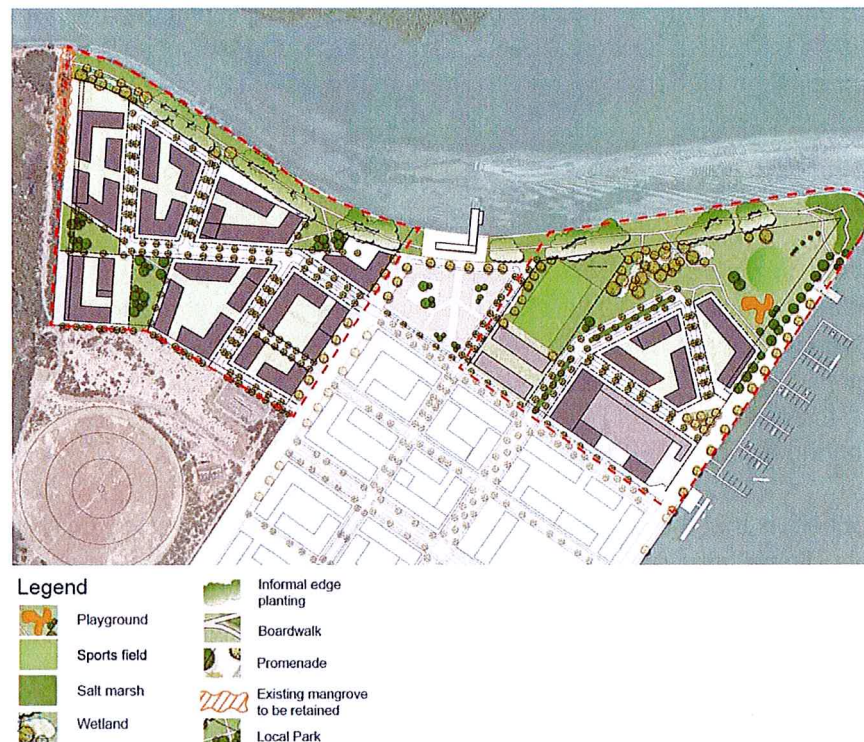 Legend
Playground
Sports field
Salt marsh
Wetland
Informal edge
planting
Boardwalk
Promenade
Existing mangrove
to be retained
Local Park